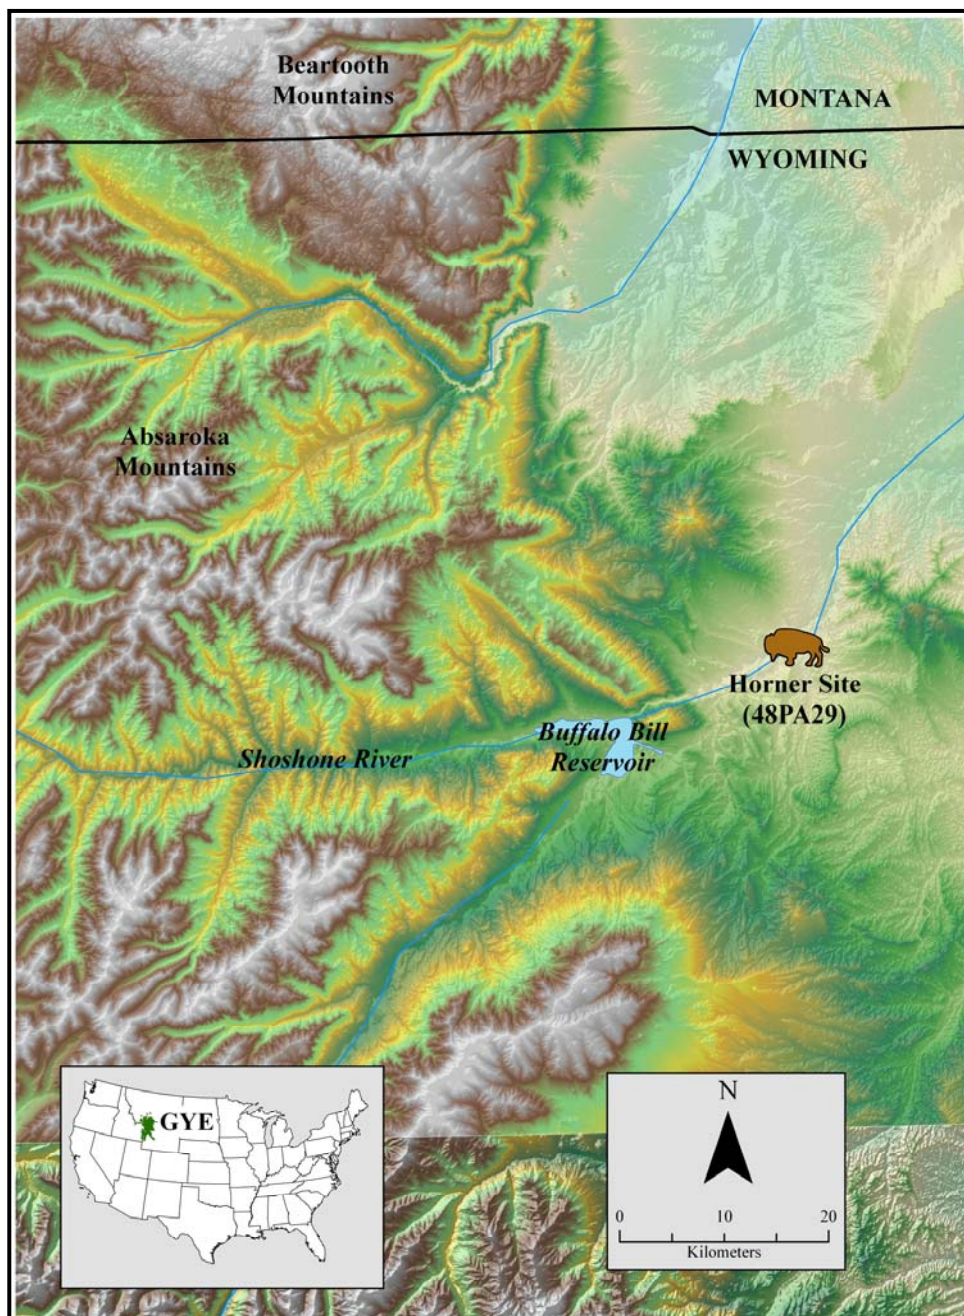 Beartooth
Mountains
MONTANA
WYOMING
Absaroka
Mountains
Horner Site
(48PA29)
Shoshone River
Buffalo Bill
Reservoir
GYE
N
0 10 20
Kilometers